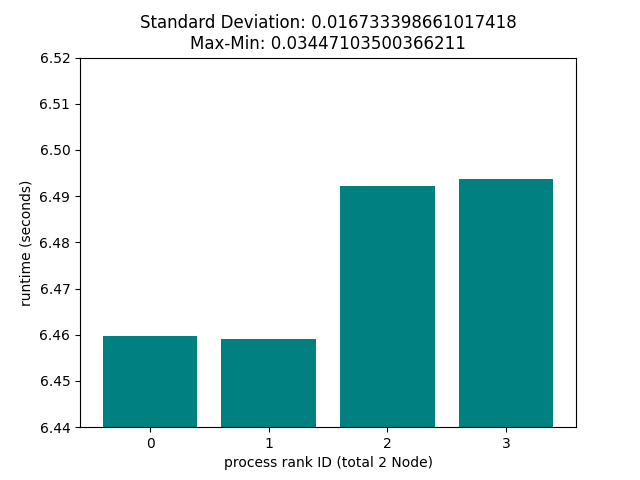 Standard Deviation: 0.016733398661017418
Max-Min: 0.03447103500366211
6.52
6.51
6.50
6.49
6.48
6.47
6.46
6.45
6.44
runtime (seconds)
0 1 2 3
process rank ID (total 2 Node)